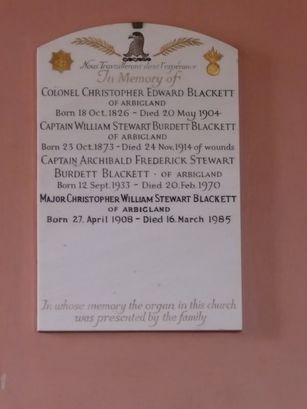 Nous Travaillerons dans l'espérance
In Memory of
COLONEL CHRISTOPHER EDWARD BLACKETT
OF ARBIGLAND
Born 18 Oct. 1826 - Died 20 May 1904
CAPTAIN WILLIAM STEWART BURDETT BLACKETT
OF ARBIGLAND
Born 23 Oct. 1873 - Died 24 Nov. 1914 of wounds
CAPTAIN ARCHIBALD FREDERICK STEWART
BURDETT BLACKETT · OF ARBIGLAND
Born 12 Sept. 1933 - Died 20. Feb. 1970
MAJOR CHRISTOPHER WILLIAM STEWART BLACKETT
OF ARBIGLAND
Born 27. April 1908 - Died 16. March 1985
In whose memory the organ in this church
was presented by the family